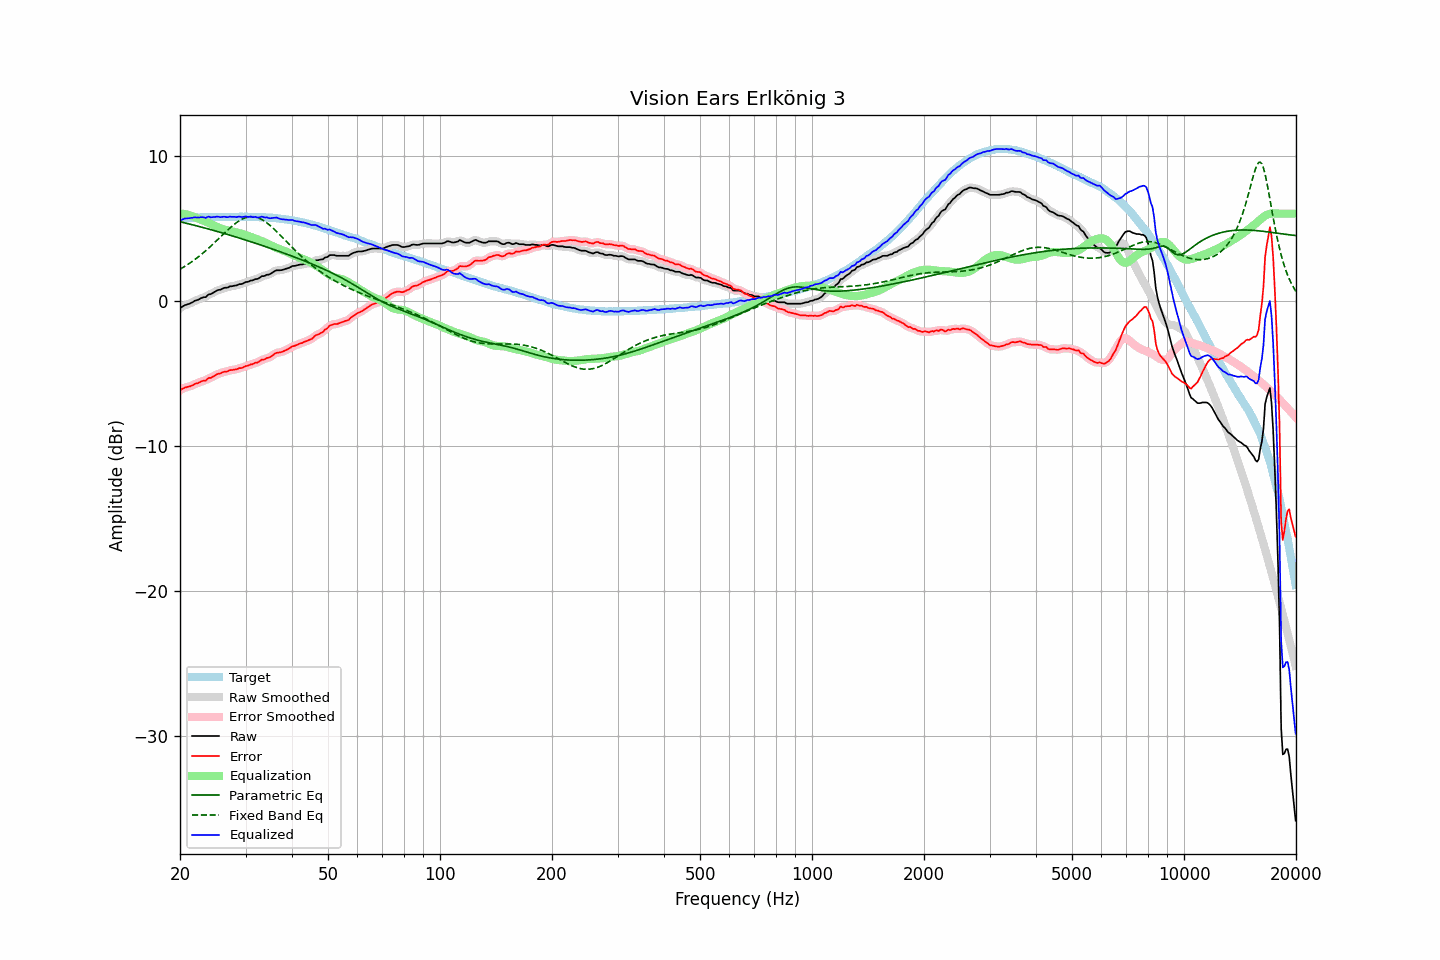 Vision Ears Erlkönig 3
10
0
−10
−20
−30
Amplitude (dBr)
Target
Raw Smoothed
Error Smoothed
Raw
Error
Equalization
Parametric Eq
Fixed Band Eq
Equalized
20 50 100 200 500 1000 2000 5000 10000 20000
Frequency (Hz)